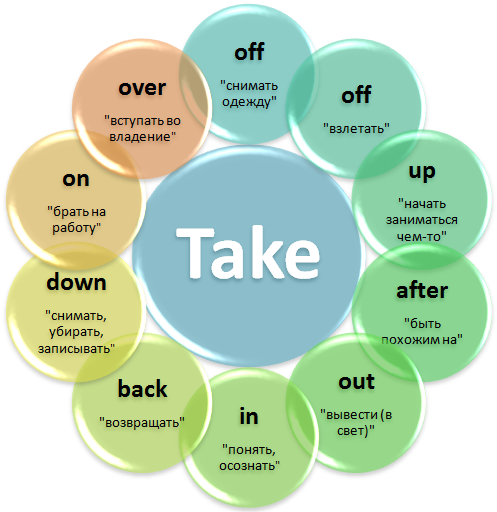 Take
off
"снимать
одежду"
off
"взлетать"
up
"начать
заниматься
чем-то"
after
"быть
похожим на"
out
"вывести (в
свет)"
in
"понять,
осознать"
back
"возвращать"
down
"снимать,
убирать,
записывать"
on
"брать на
работу"
over
"вступать во
владение"